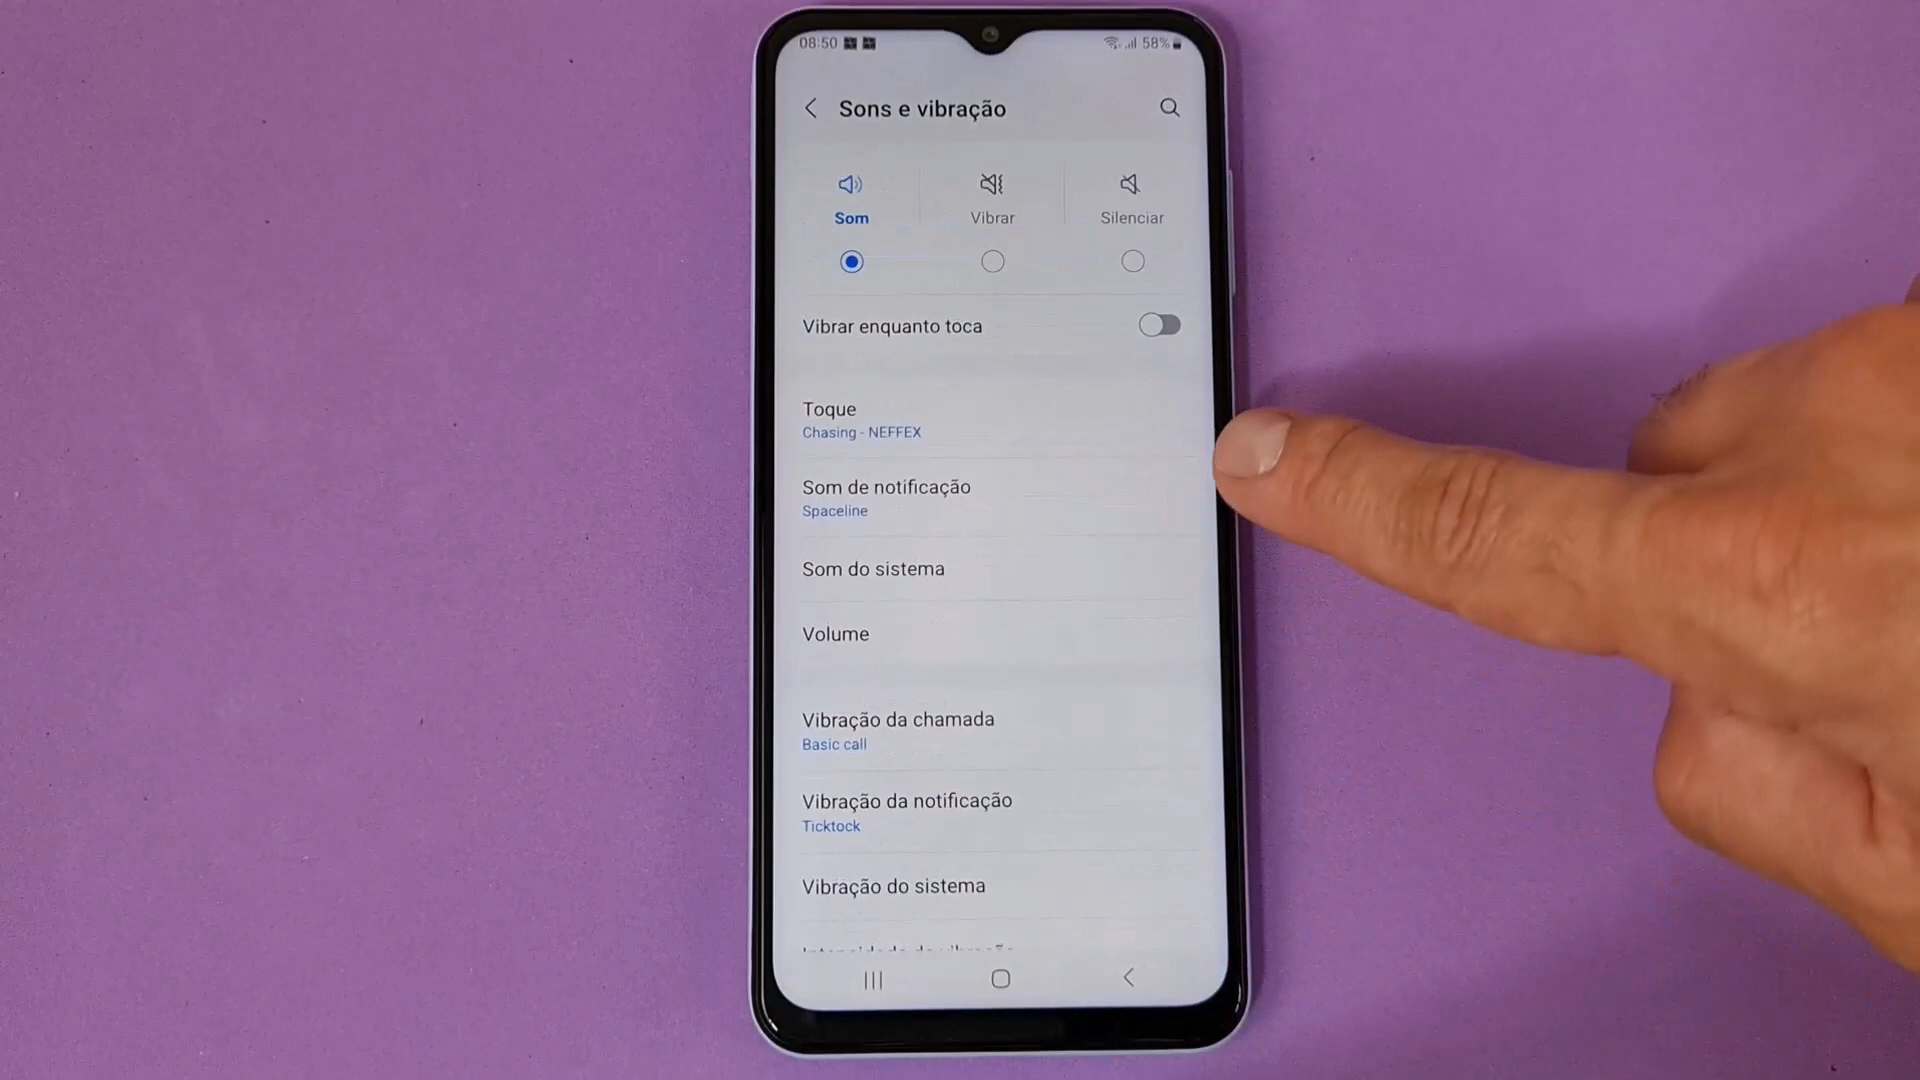 08:50
58%
Sons e vibração
Som
Vibrar
Silenciar
Vibrar enquanto toca
Toque
Chasing - NEFFEX
Som de notificação
Spaceline
Som do sistema
Volume
Vibração da chamada
Basic call
Vibração da notificação
Ticktock
Vibração do sistema